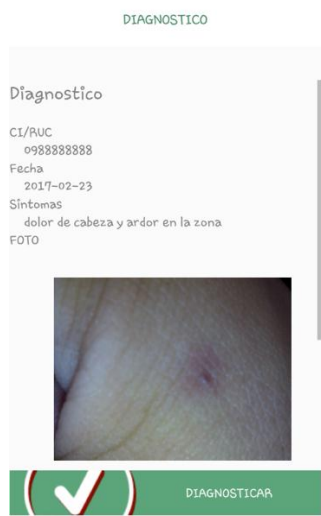 DIAGNOSTICO
Diagnostico
CI/RUC
0988888888
Fecha
2017-02-23
Sintomas
dolor de cabeza y ardor en la zona
FOTO
DIAGNOSTICAR